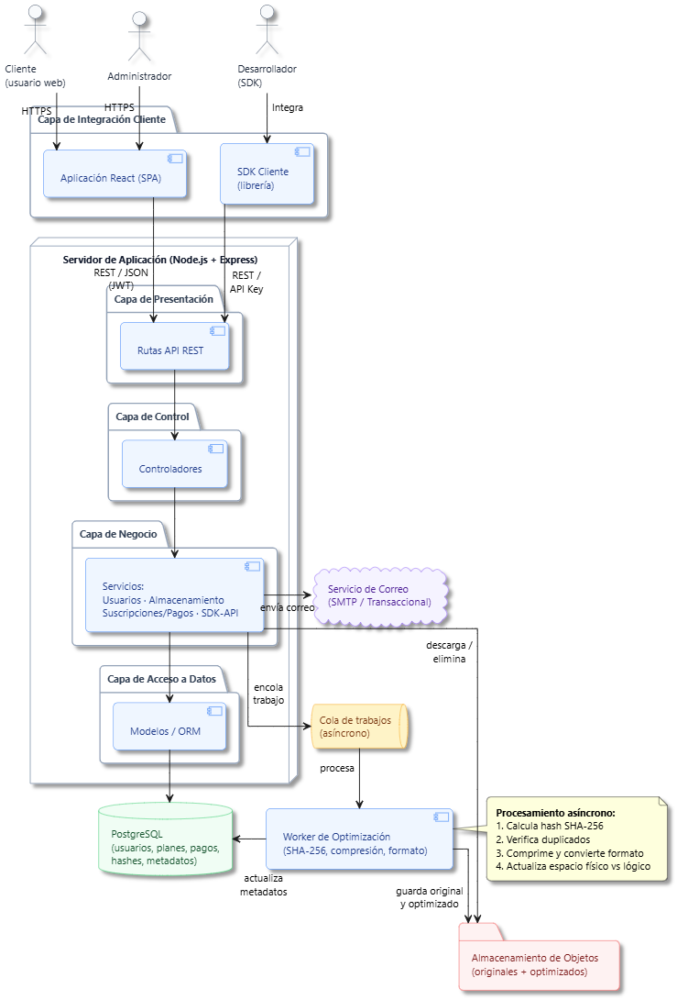 Cliente
(usuario web)
Administrador
Desarrollador
(SDK)
HTTPS
HTTPS
Integra
Capa de Integración Cliente
Aplicación React (SPA)
SDK Cliente
(librería)
Servidor de Aplicación (Node.js + Express)
REST / JSON
(JWT)
REST /
API Key
Capa de Presentación
Rutas API REST
Capa de Control
Controladores
Capa de Negocio
Servicios:
Usuarios · Almacenamiento
Suscripciones/Pagos · SDK-API
envía correo
Servicio de Correo
(SMTP / Transaccional)
descarga /
elimina
Capa de Acceso a Datos
Modelos / ORM
encola
trabajo
Cola de trabajos
(asíncrono)
procesa
PostgreSQL
(usuarios, planes, pagos,
hashes, metadatos)
Worker de Optimización
(SHA-256, compresión, formato)
Procesamiento asíncrono:
1. Calcula hash SHA-256
2. Verifica duplicados
3. Comprime y convierte formato
4. Actualiza espacio físico vs lógico
actualiza
metadatos
guarda original
y optimizado
Almacenamiento de Objetos
(originales + optimizados)